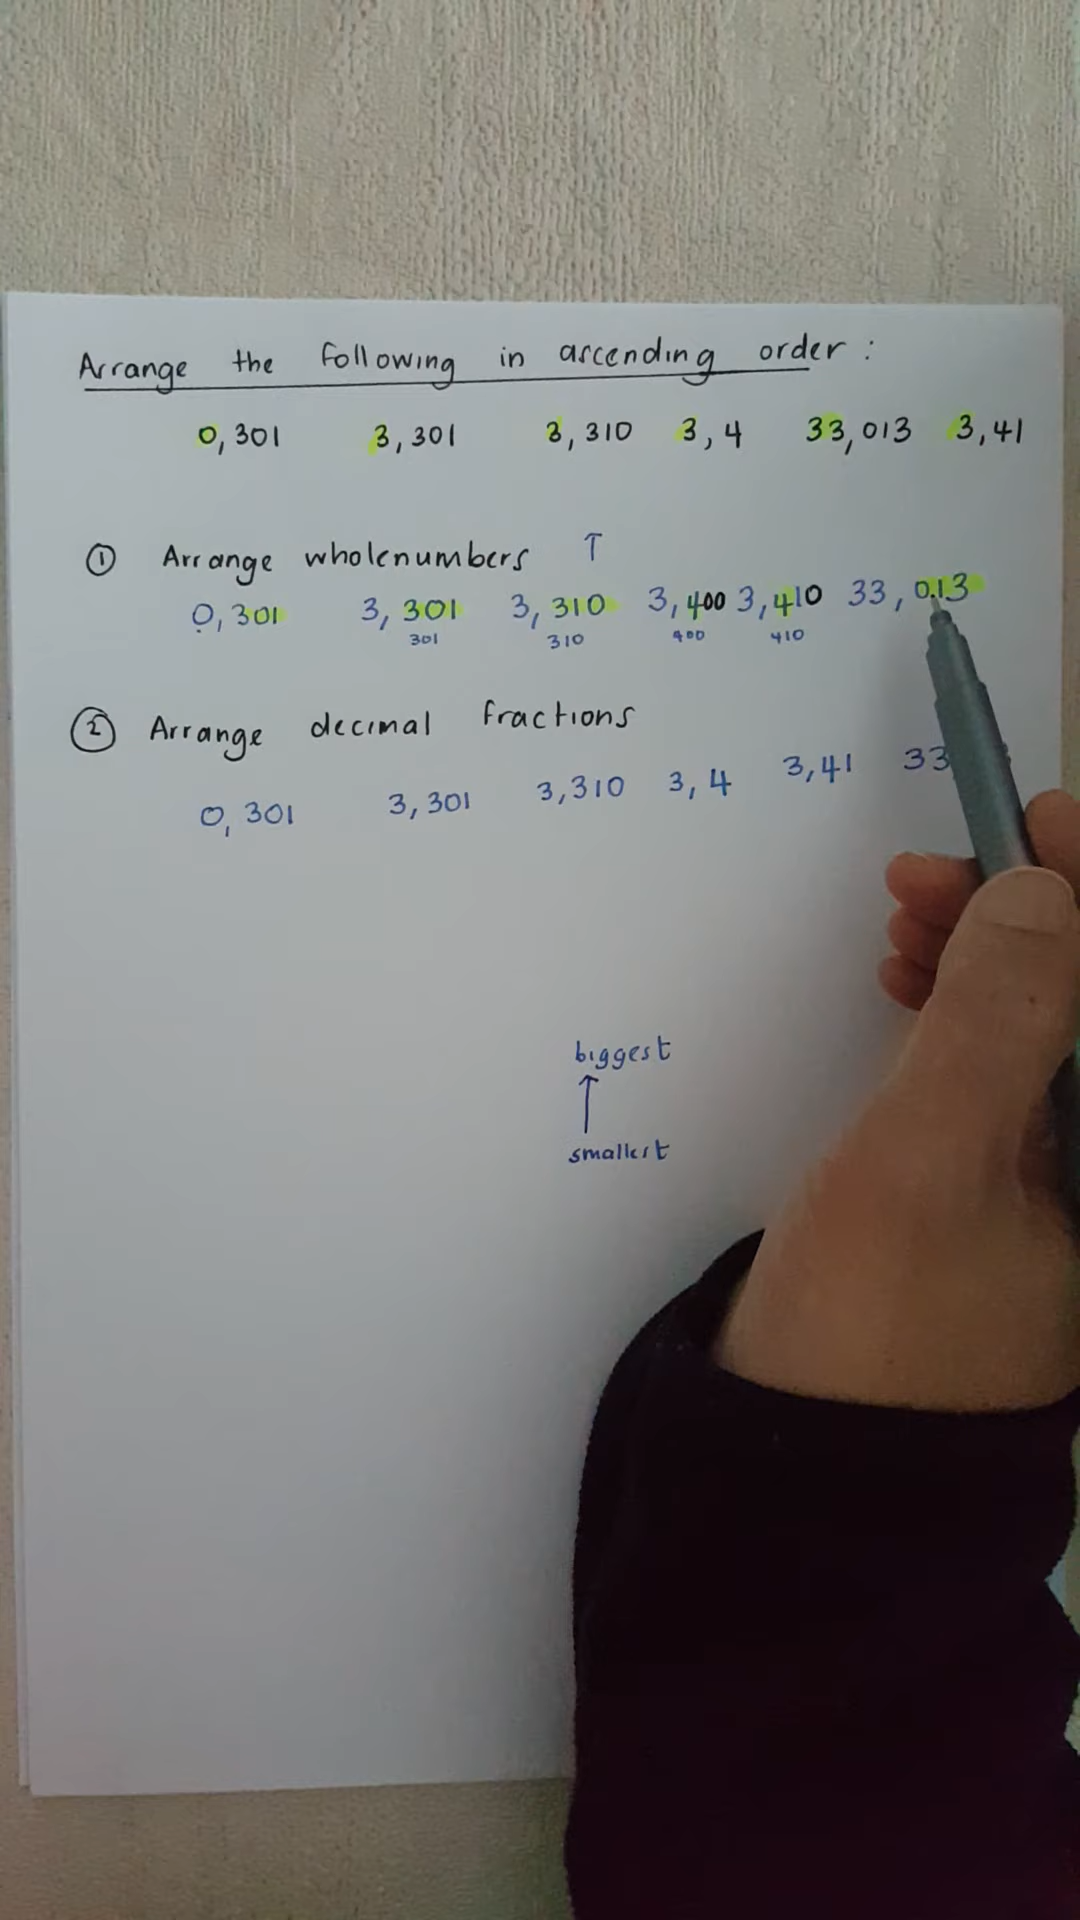 Arrange the following in ascending order :
0,301 3,301 3,310 3,4 33,013 3,41
① Arrange wholenumbers ↑
0,301 3,301 3,310 3,400 3,410 33,013
301 310 400 410
② Arrange decimal fractions
0,301 3,301 3,310 3,4 3,41 33
biggest
↑
smallest